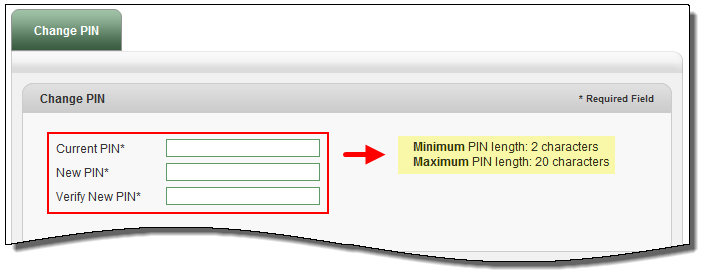 Change PIN
Change PIN
* Required Field
Current PIN*
New PIN*
Verify New PIN*
Minimum PIN length: 2 characters
Maximum PIN length: 20 characters